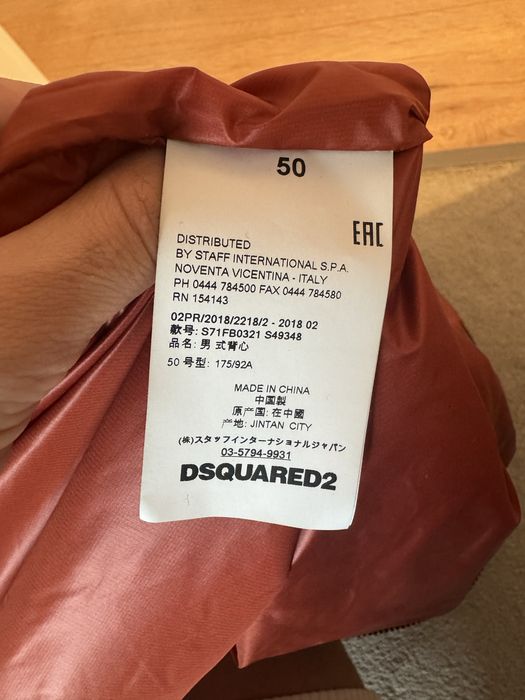 50
EAC
DISTRIBUTED
BY STAFF INTERNATIONAL S.P.A.
NOVENTA VICENTINA - ITALY
PH 0444 784500 FAX 0444 784580
RN 154143
02PR/2018/2218/2 - 2018 02
款号: S71FB0321 S49348
品名: 男式背心
50 号型: 175/92A
MADE IN CHINA
中国製
原产国: 在中國
产地: JINTAN CITY
(株)スタッフインターナショナルジャパン
03-5794-9931
DSQUARED2